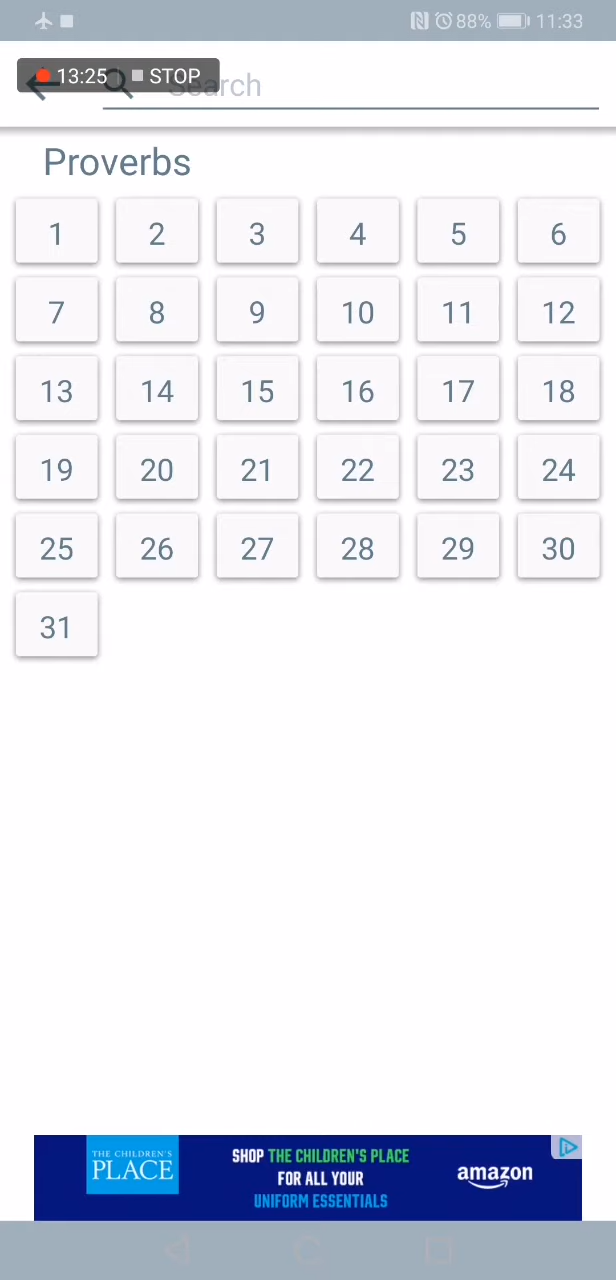 88% 11:33
13:25 STOP Search
Proverbs
1 2 3 4 5 6
7 8 9 10 11 12
13 14 15 16 17 18
19 20 21 22 23 24
25 26 27 28 29 30
31
THE CHILDREN'S
PLACE
SHOP THE CHILDREN'S PLACE
FOR ALL YOUR
UNIFORM ESSENTIALS
amazon